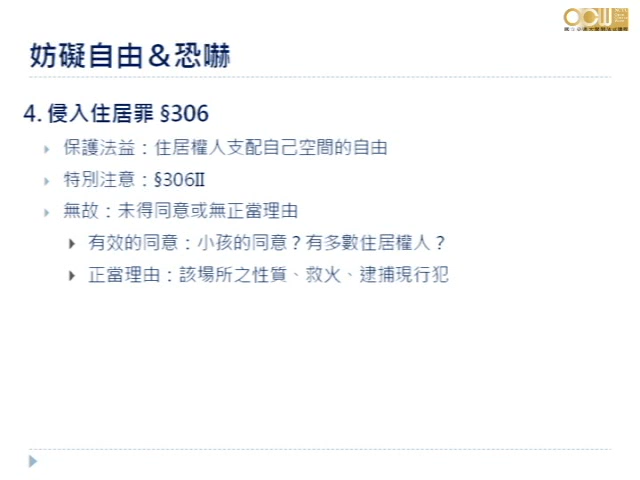 妨礙自由＆恐嚇
4. 侵入住居罪 §306
保護法益：住居權人支配自己空間的自由
特別注意：§306II
無故：未得同意或無正當理由
有效的同意：小孩的同意？有多數住居權人？
正當理由：該場所之性質、救火、逮捕現行犯